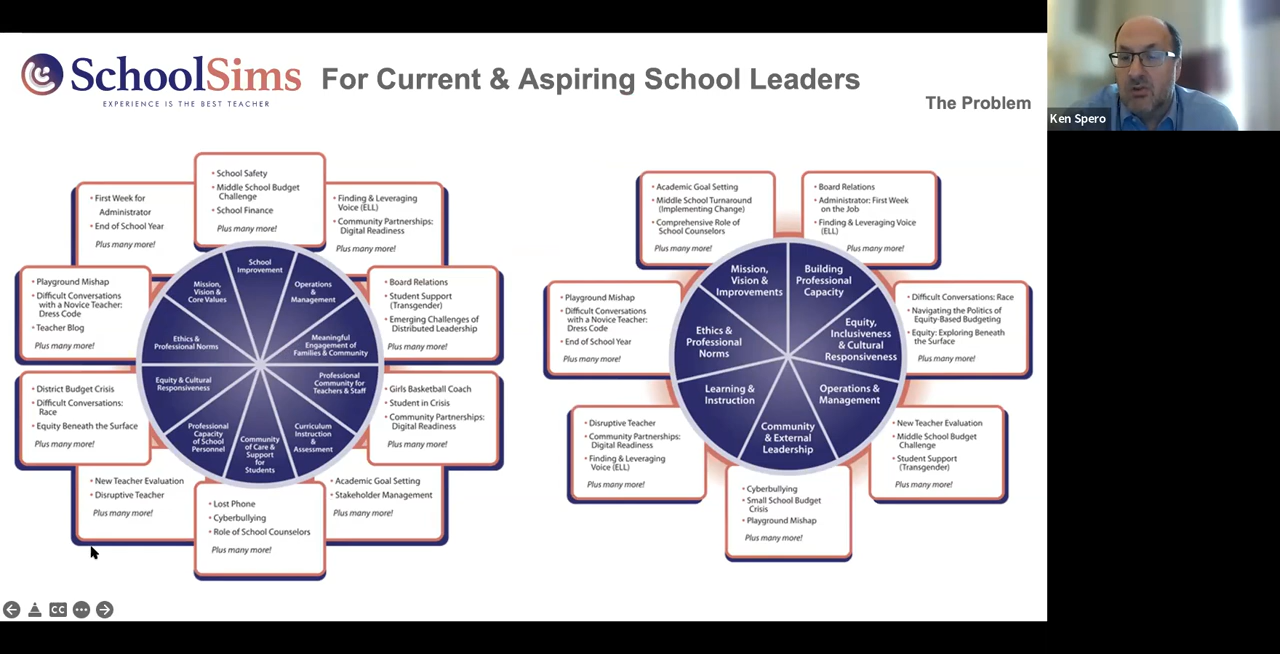 SchoolSims
EXPERIENCE IS THE BEST TEACHER
For Current & Aspiring School Leaders
The Problem
Ken Spero
• School Safety
• Middle School Budget
Challenge
• School Finance
Plus many more!
• First Week for
Administrator
• End of School Year
Plus many more!
• Finding & Leveraging
Voice (ELL)
• Community Partnerships:
Digital Readiness
Plus many more!
• Playground Mishap
• Difficult Conversations
with a Novice Teacher:
Dress Code
• Teacher Blog
Plus many more!
• Board Relations
• Student Support
(Transgender)
• Emerging Challenges of
Distributed Leadership
Plus many more!
• District Budget Crisis
• Difficult Conversations:
Race
• Equity Beneath the Surface
Plus many more!
• Girls Basketball Coach
• Student in Crisis
• Community Partnerships:
Digital Readiness
Plus many more!
• New Teacher Evaluation
• Disruptive Teacher
Plus many more!
• Lost Phone
• Cyberbullying
• Role of School Counselors
Plus many more!
• Academic Goal Setting
• Stakeholder Management
Plus many more!
School
Improvement
Operations
&
Management
Meaningful
Engagement of
Families & Community
Professional
Community for
Teachers & Staff
Curriculum
Instruction
&
Assessment
Community
of Care &
Support
for
Students
Professional
Capacity
of School
Personnel
Equity & Cultural
Responsiveness
Ethics &
Professional Norms
Mission,
Vision &
Core Values
• Academic Goal Setting
• Middle School Turnaround
(Implementing Change)
• Comprehensive Role of
School Counselors
Plus many more!
• Board Relations
• Administrator: First Week
on the Job
• Finding & Leveraging Voice
(ELL)
Plus many more!
• Playground Mishap
• Difficult Conversations
with a Novice Teacher:
Dress Code
• End of School Year
Plus many more!
• Difficult Conversations: Race
• Navigating the Politics of
Equity-Based Budgeting
• Equity: Exploring Beneath
the Surface
Plus many more!
• Disruptive Teacher
• Community Partnerships:
Digital Readiness
• Finding & Leveraging
Voice (ELL)
Plus many more!
• New Teacher Evaluation
• Middle School Budget
Challenge
• Student Support
(Transgender)
Plus many more!
• Cyberbullying
• Small School Budget
Crisis
• Playground Mishap
Plus many more!
Mission,
Vision &
Improvements
Building
Professional
Capacity
Equity,
Inclusiveness
& Cultural
Responsiveness
Operations &
Management
Community
& External
Leadership
Learning &
Instruction
Ethics &
Professional
Norms
CC